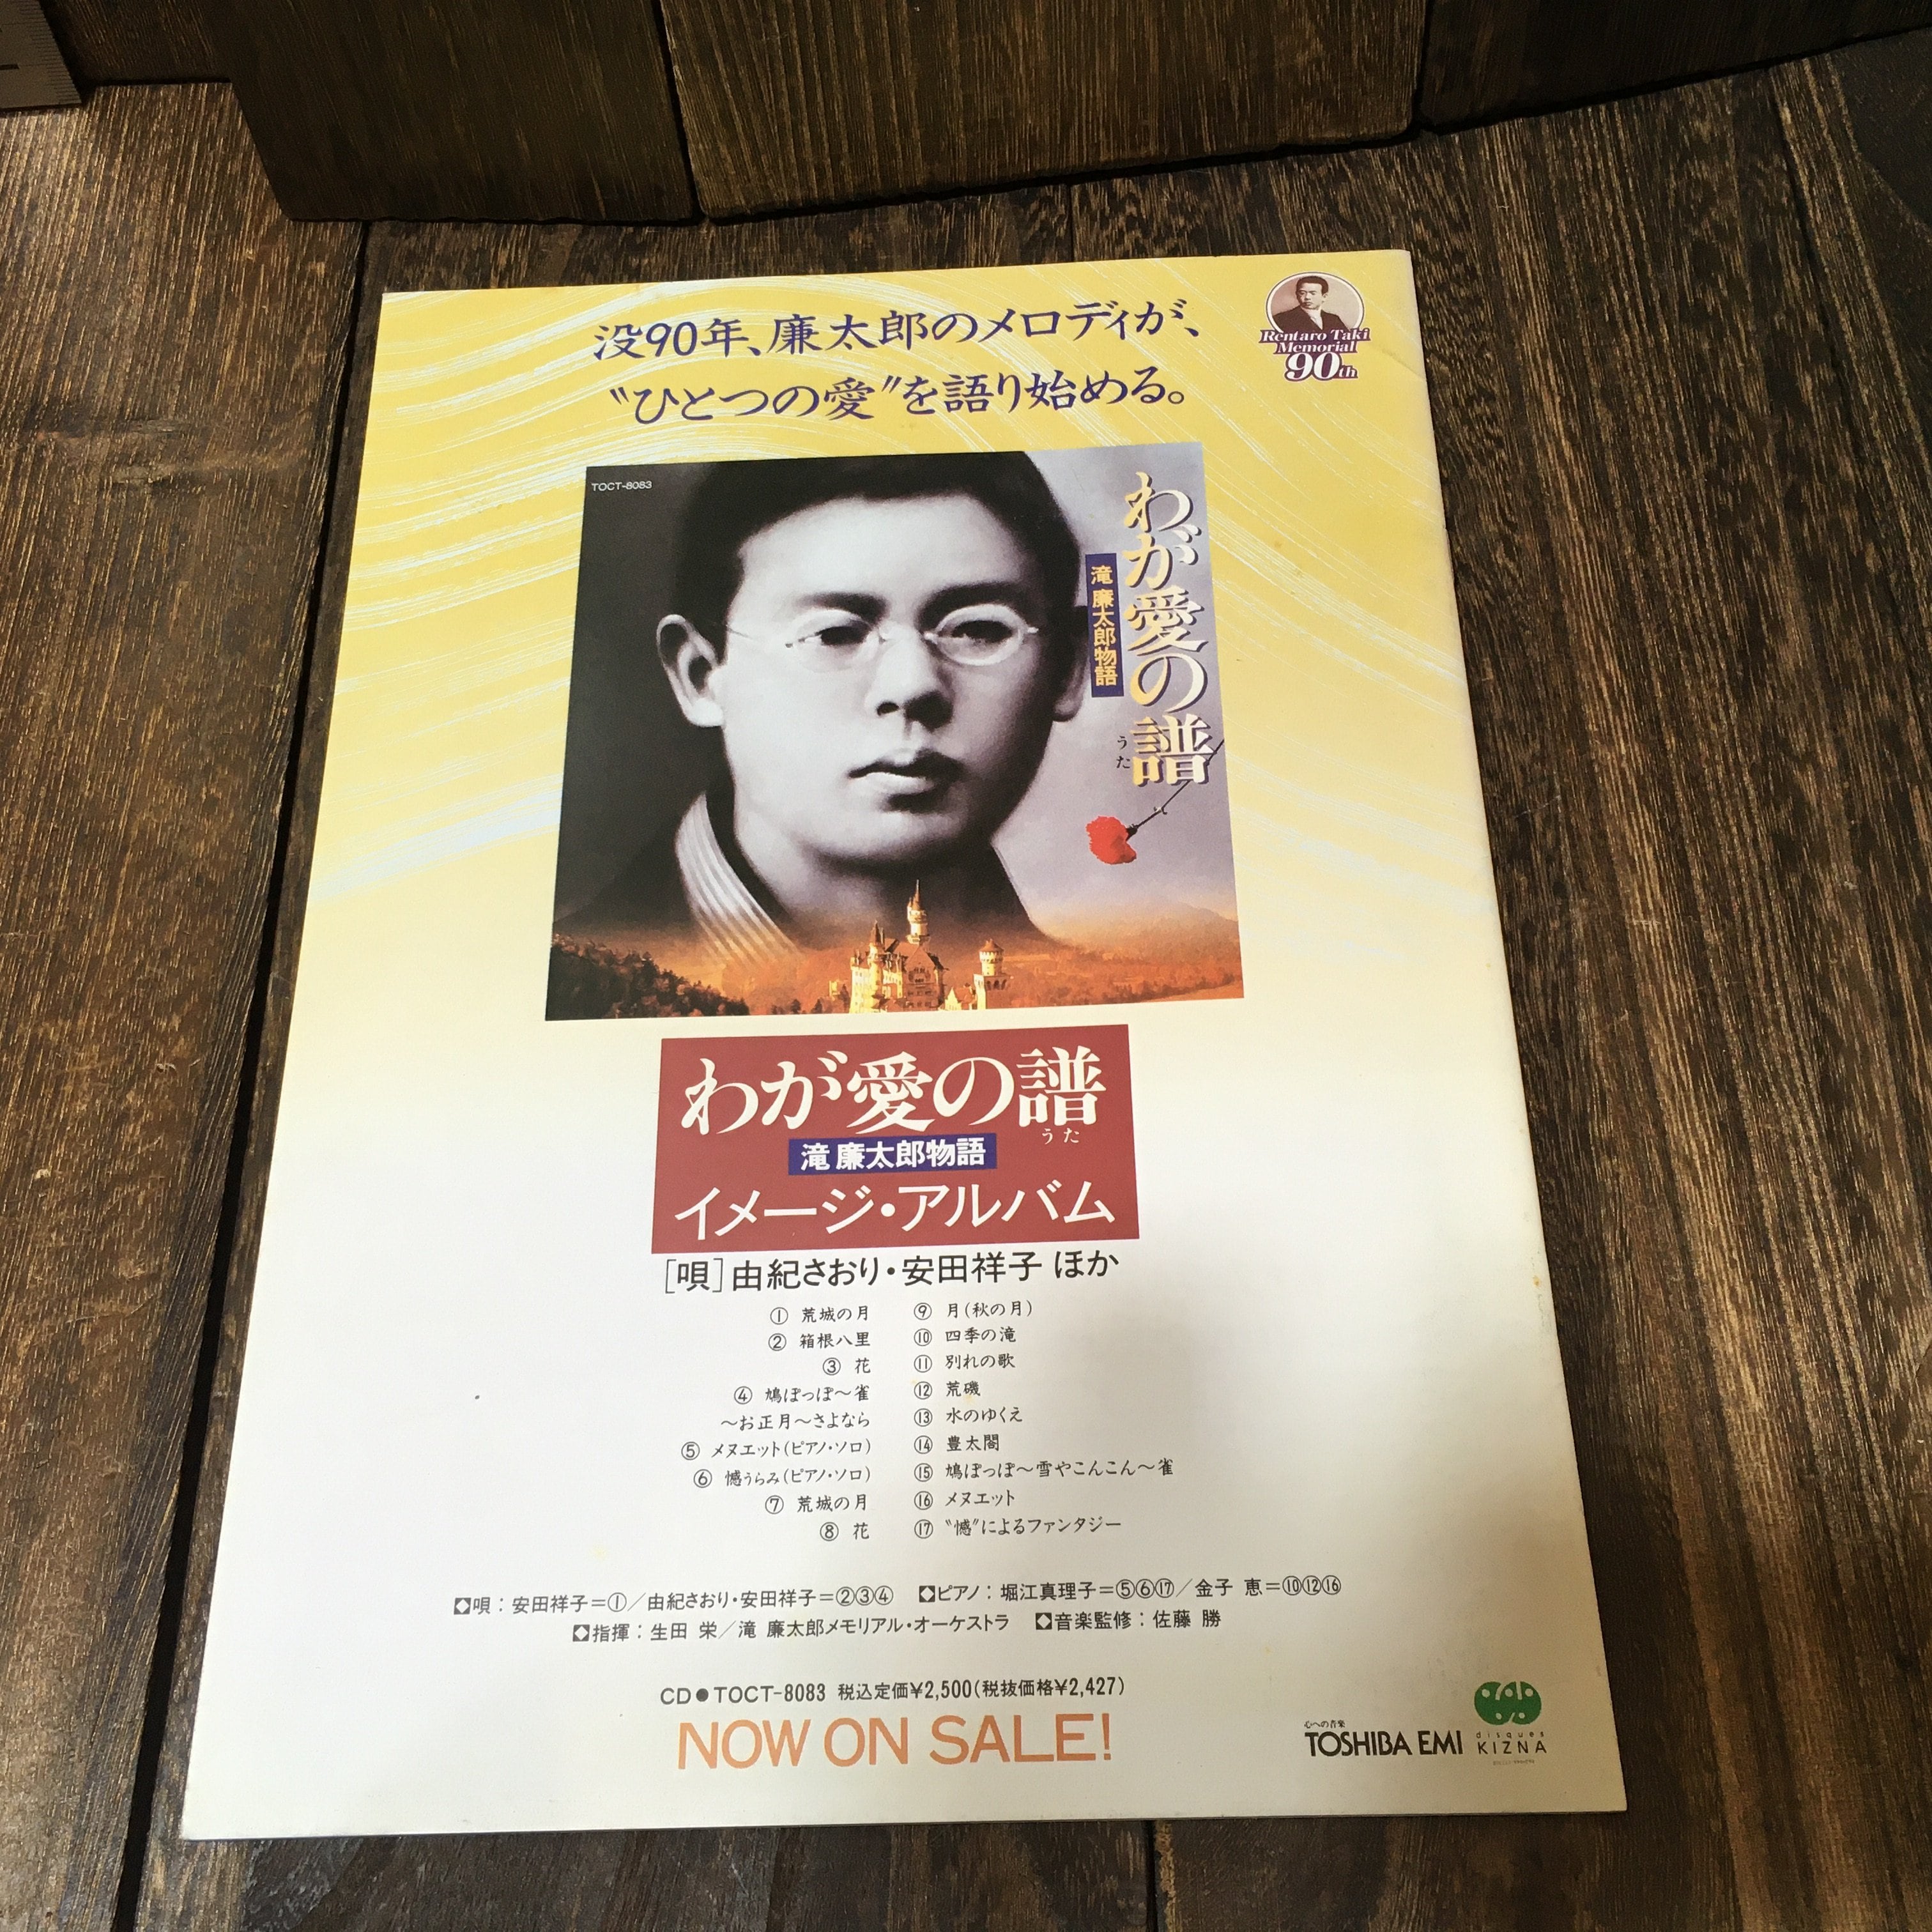 没90年、廉太郎のメロディが、
〝ひとつの愛〞を語り始める。
Rentaro Taki
Memorial
90th
TOCT-8083
わが愛の譜
うた
滝 廉太郎物語
わが愛の譜
うた
滝 廉太郎物語
イメージ・アルバム
[唄]由紀さおり・安田祥子 ほか
① 荒城の月
② 箱根八里
③ 花
④ 鳩ぽっぽ〜雀
〜お正月〜さよなら
⑤ メヌエット(ピアノ・ソロ)
⑥ 憾うらみ(ピアノ・ソロ)
⑦ 荒城の月
⑧ 花
⑨ 月(秋の月)
⑩ 四季の滝
⑪ 別れの歌
⑫ 荒磯
⑬ 水のゆくえ
⑭ 豊太閤
⑮ 鳩ぽっぽ〜雪やこんこん〜雀
⑯ メヌエット
⑰ 〝憾〞によるファンタジー
◆唄：安田祥子＝①／由紀さおり・安田祥子＝②③④ ◆ピアノ：堀江真理子＝⑤⑥⑰／金子 恵＝⑩⑫⑯
◆指揮：生田 栄／滝 廉太郎メモリアル・オーケストラ ◆音楽監修：佐藤 勝
CD●TOCT-8083 税込定価¥2,500(税抜価格¥2,427)
NOW ON SALE!
心への音楽
TOSHIBA EMI
disques
KIZNA